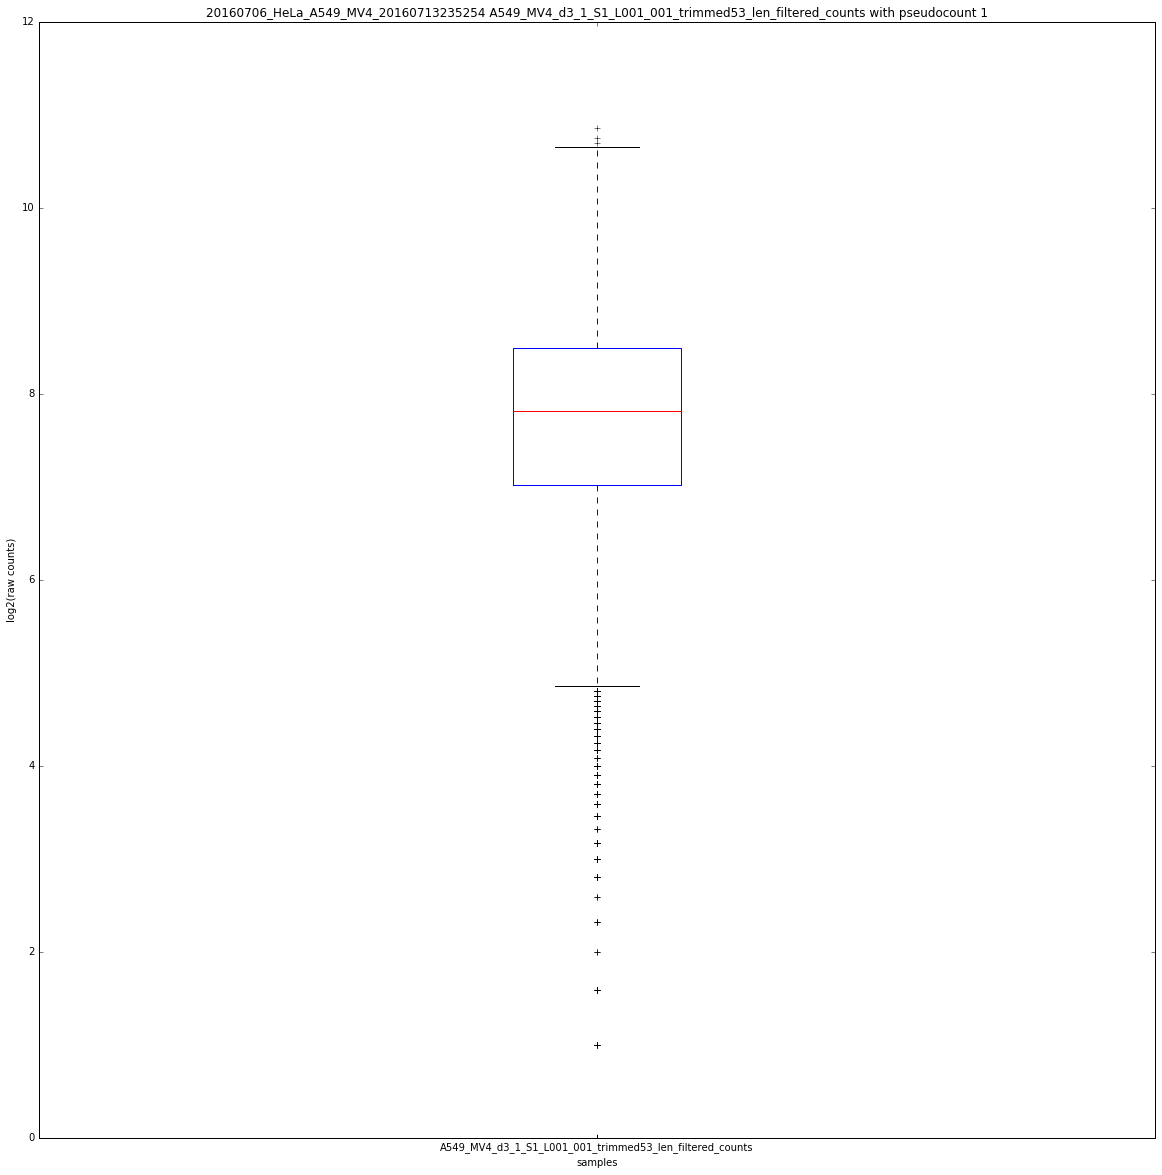 20160706_HeLa_A549_MV4_20160713235254 A549_MV4_d3_1_S1_L001_001_trimmed53_len_filtered_counts with pseudocount 1
12
10
8
6
4
2
0
log2(raw counts)
A549_MV4_d3_1_S1_L001_001_trimmed53_len_filtered_counts
samples